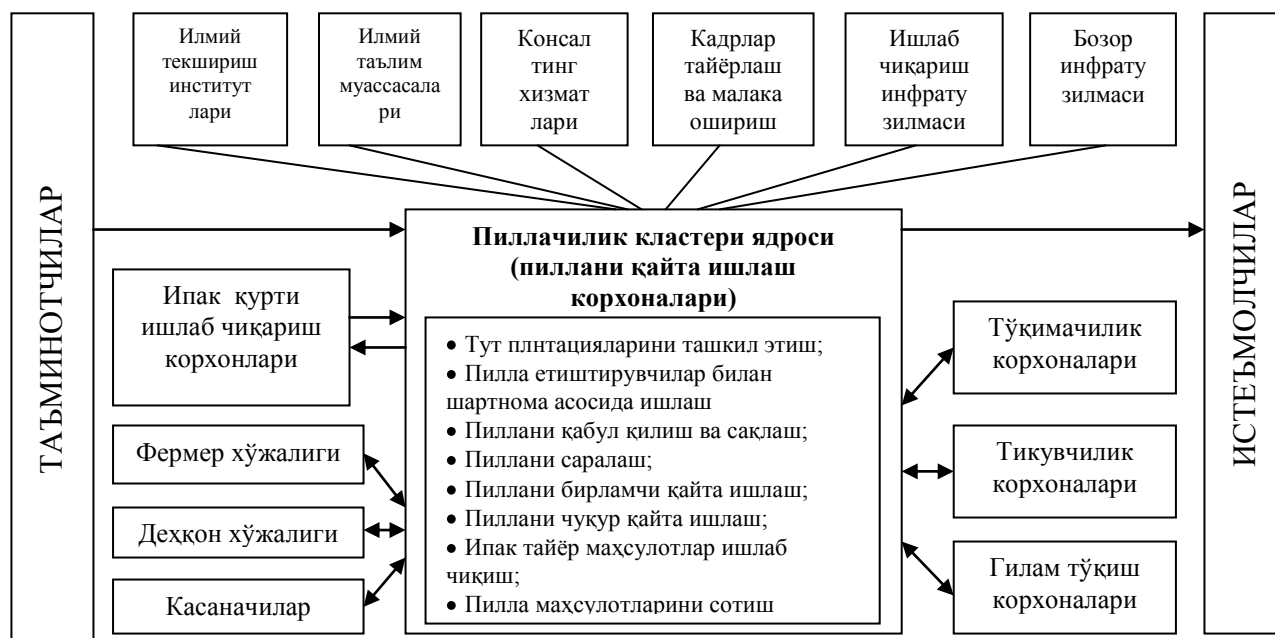 ТАЪМИНОТЧИЛАР
Илмий
текшириш
институт
лари
Илмий
таълим
муассасала
ри
Консал
тинг
хизмат
лари
Кадрлар
тайёрлаш
ва малака
ошириш
Ишлаб
чиқариш
инфрату
зилмаси
Бозор
инфрату
зилмаси
ИСТЕЪМОЛЧИЛАР
Пиллачилик кластери ядроси
(пиллани қайта ишлаш
корхоналари)
Ипак қурти
ишлаб чиқариш
корхонлари
Фермер хўжалиги
Деҳқон хўжалиги
Касаначилар
• Тут плнтацияларини ташкил этиш;
• Пилла етиштирувчилар билан
шартнома асосида ишлаш
• Пиллани қабул қилиш ва сақлаш;
• Пиллани саралаш;
• Пиллани бирламчи қайта ишлаш;
• Пиллани чуқур қайта ишлаш;
• Ипак тайёр маҳсулотлар ишлаб
чиқиш;
• Пилла маҳсулотларини сотиш
Тўқимачилик
корхоналари
Тикувчилик
корхоналари
Гилам тўқиш
корхоналари